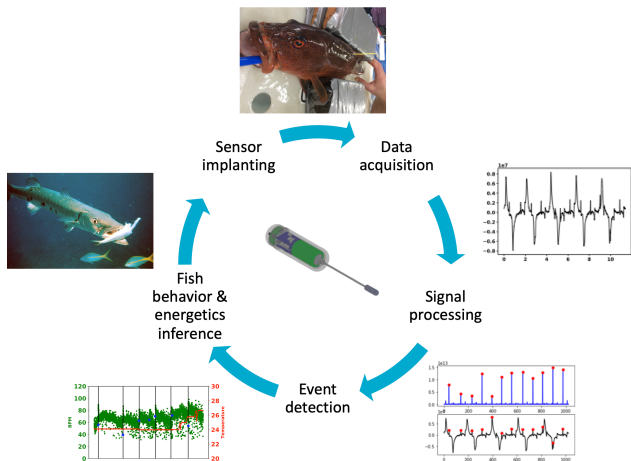 Sensor
implanting
Data
acquisition
1e7
0.8
0.6
0.4
0.2
0.0
−0.2
−0.4
−0.6
−0.8
0 2 4 6 8 10
Fish
behavior &
energetics
inference
Signal
processing
Event
detection
1e13
1.5
1.0
0.5
0.0
0 200 400 600 800 1000
0.5
0.0
−0.5
0 200 400 600 800 1000
120
100
80
60
40
20
0
30
28
26
24
22
20
Temperature